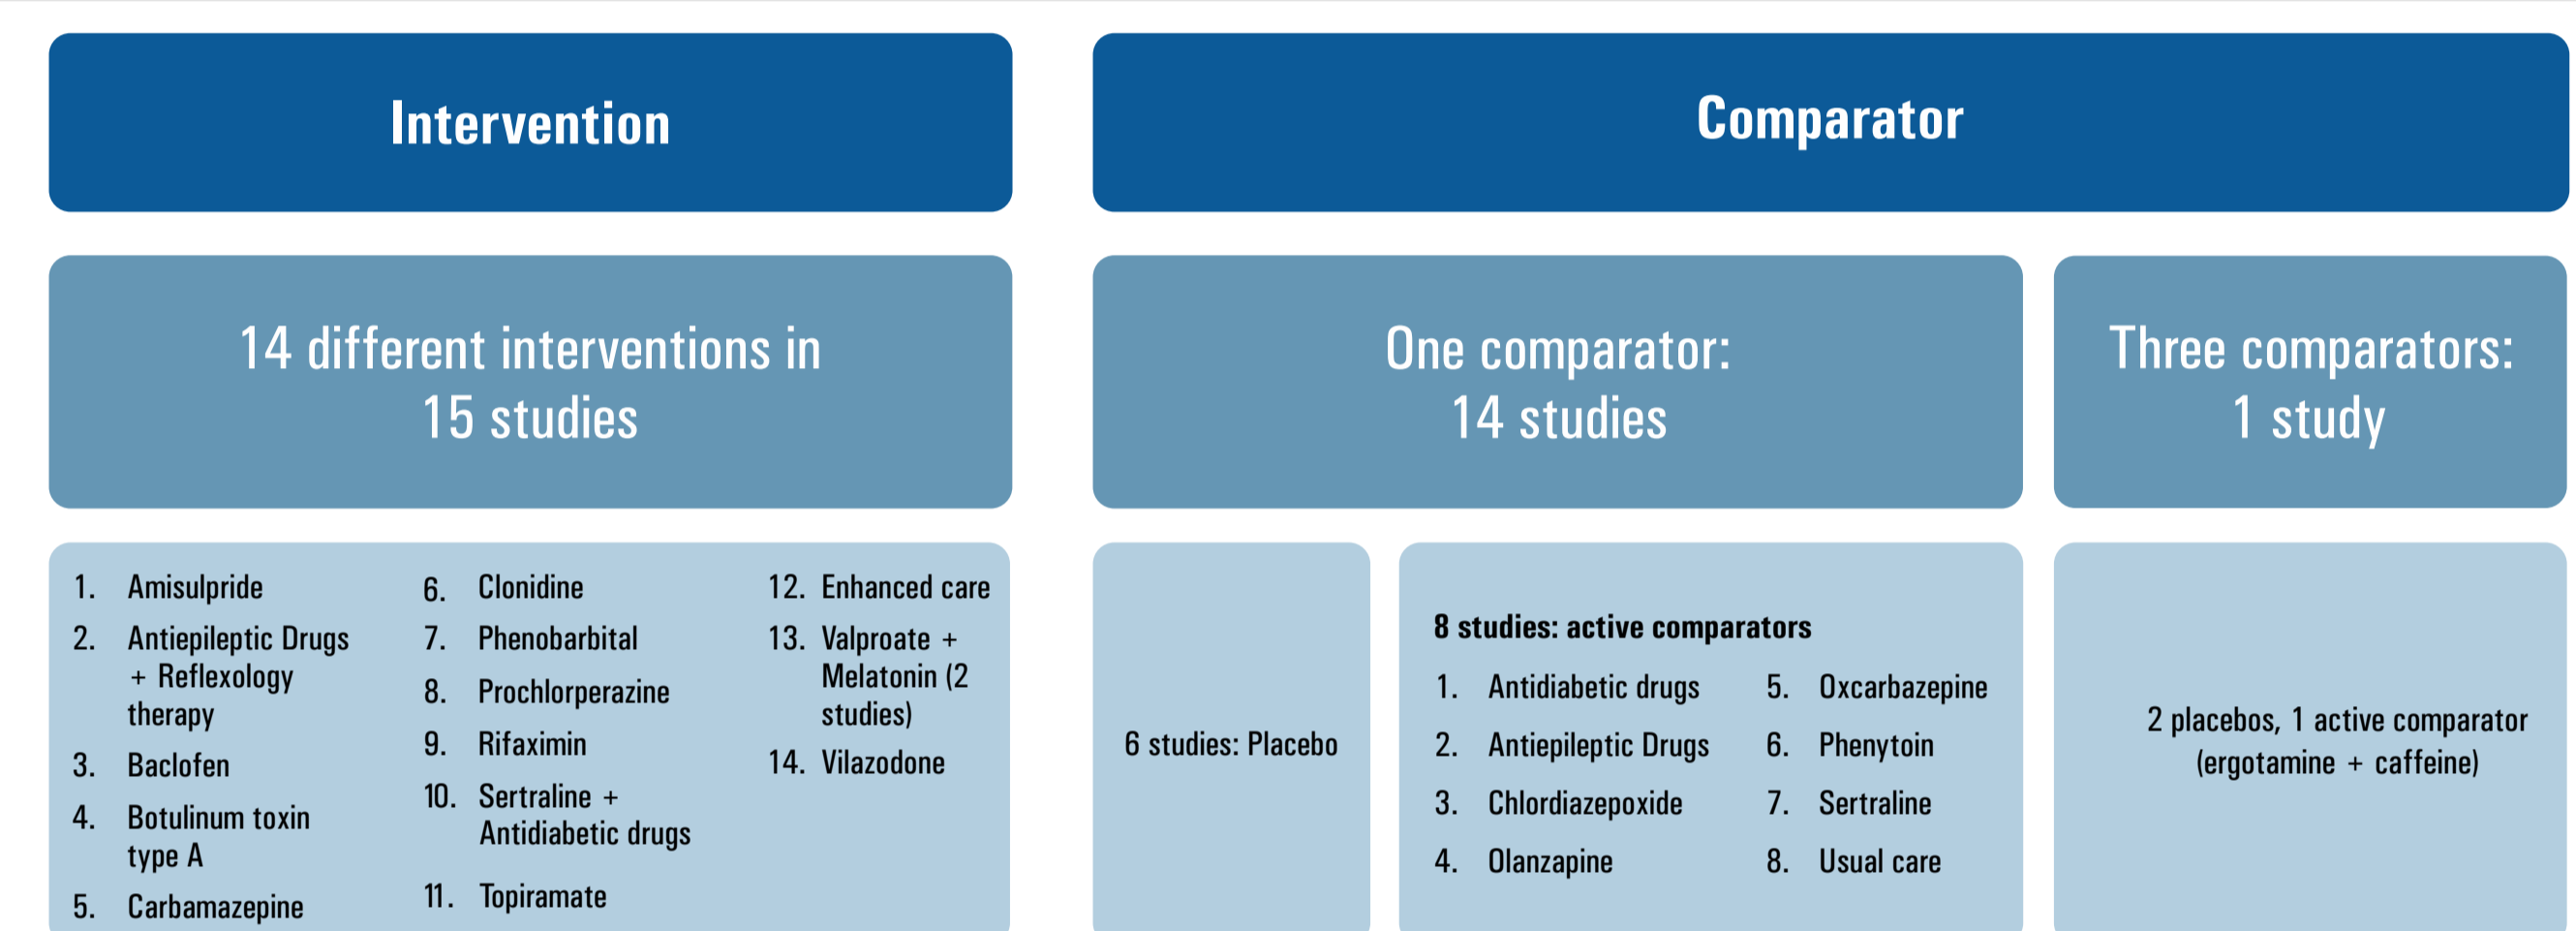 Intervention
Comparator
14 different interventions in
15 studies
One comparator:
14 studies
Three comparators:
1 study
1. Amisulpride
2. Antiepileptic Drugs
+ Reflexology
therapy
3. Baclofen
4. Botulinum toxin
type A
5. Carbamazepine
6. Clonidine
7. Phenobarbital
8. Prochlorperazine
9. Rifaximin
10. Sertraline +
Antidiabetic drugs
11. Topiramate
12. Enhanced care
13. Valproate +
Melatonin (2
studies)
14. Vilazodone
6 studies: Placebo
8 studies: active comparators
1. Antidiabetic drugs
2. Antiepileptic Drugs
3. Chlordiazepoxide
4. Olanzapine
5. Oxcarbazepine
6. Phenytoin
7. Sertraline
8. Usual care
2 placebos, 1 active comparator
(ergotamine + caffeine)